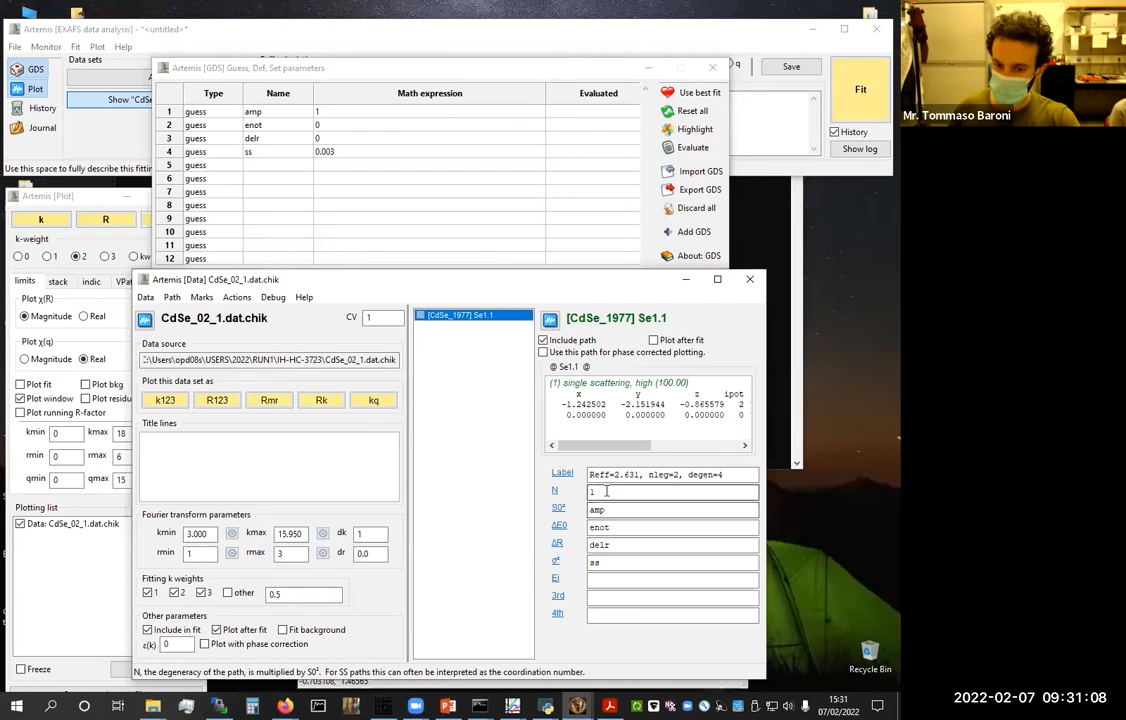 Artemis [EXAFS data analysis] - *<untitled>*
File Monitor Fit Plot Help
Data sets
GDS
Plot
History
Journal
Show "CdSe
Use this space to fully describe this fittin
Artemis [GDS] Guess, Def, Set parameters
Type Name Math expression Evaluated
1 guess amp 1
2 guess enot 0
3 guess delr 0
4 guess ss 0.003
5 guess
6 guess
7 guess
8 guess
9 guess
10 guess
11 guess
12 guess
Use best fit
Reset all
Highlight
Evaluate
Import GDS
Export GDS
Discard all
Add GDS
About: GDS
q
Save
Fit
History
Show log
Mr. Tommaso Baroni
Artemis [Plot]
k R
k-weight
0 1 2 3 kw
limits stack indic VPa
Plot χ(R)
Magnitude Real
Plot χ(q)
Magnitude Real
Plot fit Plot bkg
Plot window Plot residu
Plot running R-factor
kmin 0 kmax 18
rmin 0 rmax 6
qmin 0 qmax 15
Plotting list
Data: CdSe_02_1.dat.chik
Freeze
Artemis [Data] CdSe_02_1.dat.chik
Data Path Marks Actions Debug Help
CdSe_02_1.dat.chik CV 1
Data source
:\Users\opd08s\USERS\2022\RUN1\IH-HC-3723\CdSe_02_1.dat.chik
Plot this data set as
k123 R123 Rmr Rk kq
Title lines
Fourier transform parameters
kmin 3.000 kmax 15.950 dk 1
rmin 1 rmax 3 dr 0.0
Fitting k weights
1 2 3 other 0.5
Other parameters
Include in fit Plot after fit Fit background
ε(k) 0 Plot with phase correction
N, the degeneracy of the path, is multiplied by S0². For SS paths this can often be interpreted as the coordination number.
[CdSe_1977] Se1.1
[CdSe_1977] Se1.1
Include path Plot after fit
Use this path for phase corrected plotting.
@ Se1.1 @
(1) single scattering, high (100.00)
x y z ipot
-1.242502 -2.151944 -0.865579 2
0.000000 0.000000 0.000000 0
Label Reff=2.631, nleg=2, degen=4
N 1
S0² amp
ΔE0 enot
ΔR delr
σ² ss
Ei
3rd
4th
-0.703108, 1.46565
Recycle Bin
15:31
07/02/2022
2022-02-07 09:31:08